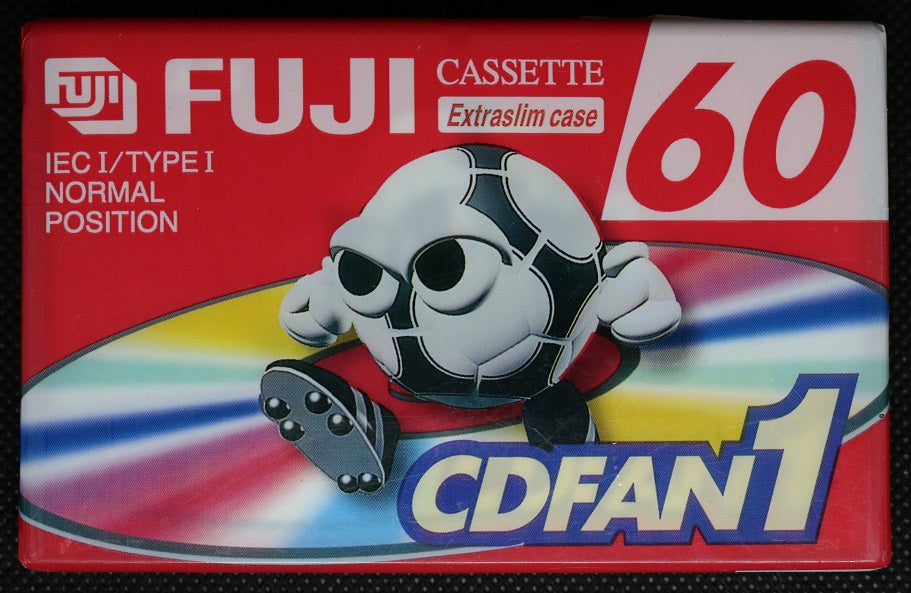 FUJI
FUJI
CASSETTE
Extraslim case
60
IEC I/TYPE I
NORMAL
POSITION
CDFAN1